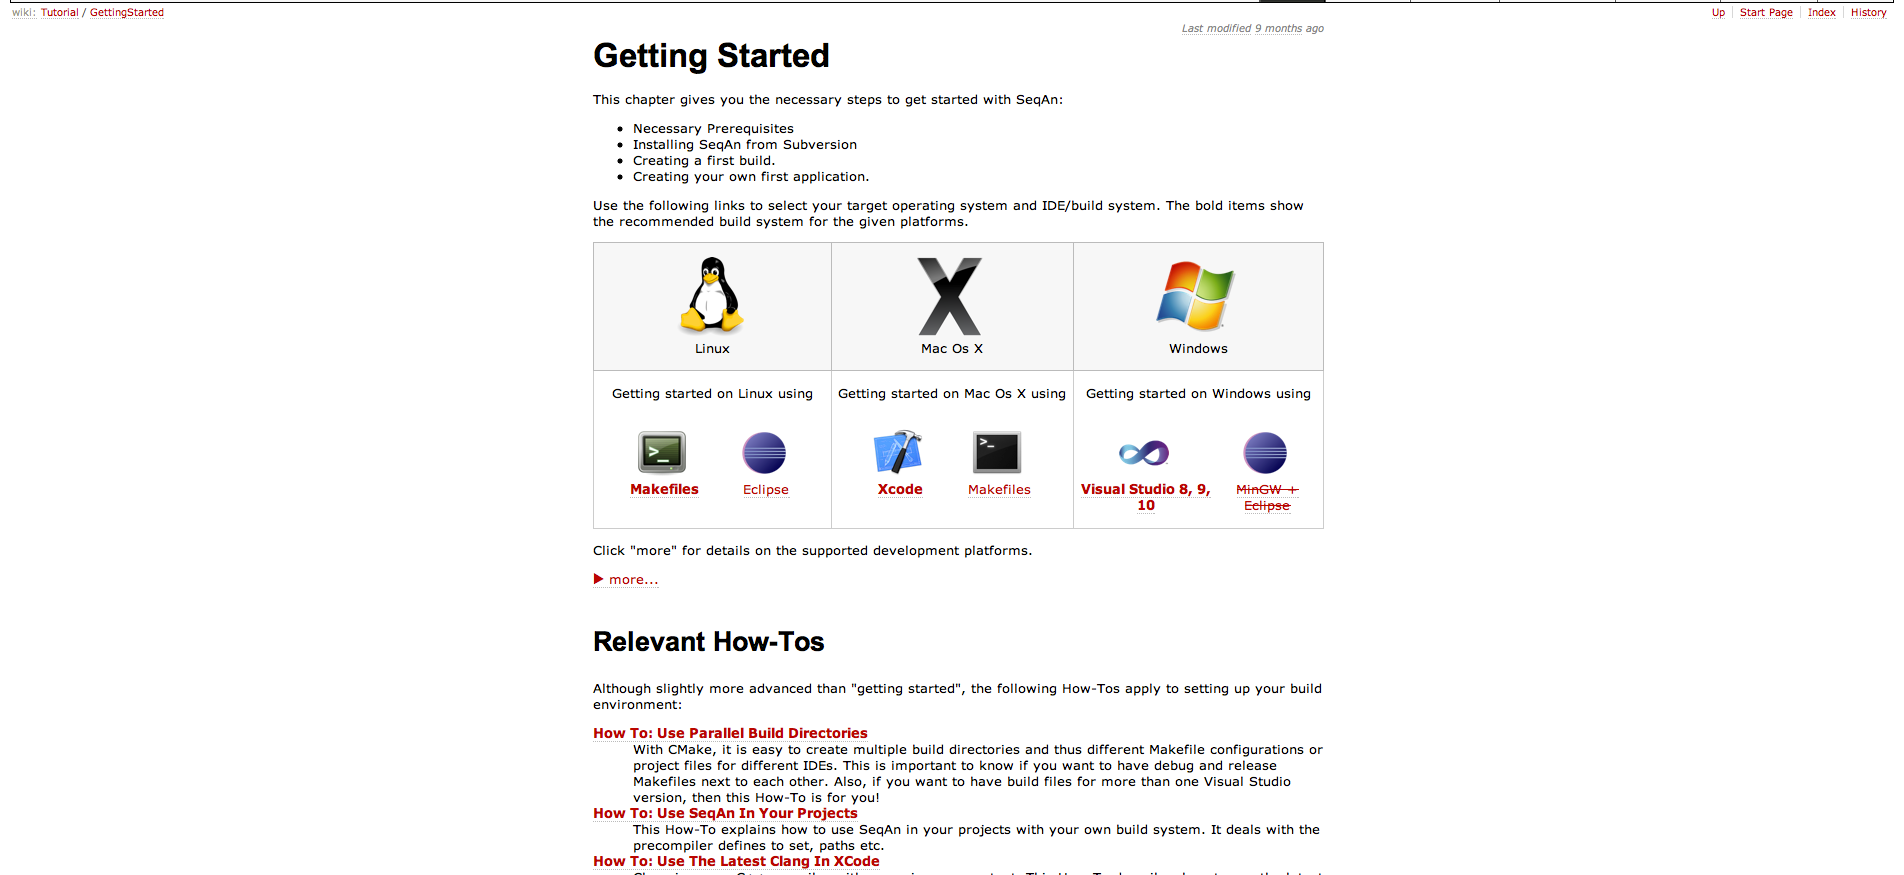 wiki: Tutorial / GettingStarted
Up Start Page Index History
Last modified 9 months ago
Getting Started
This chapter gives you the necessary steps to get started with SeqAn:
• Necessary Prerequisites
• Installing SeqAn from Subversion
• Creating a first build.
• Creating your own first application.
Use the following links to select your target operating system and IDE/build system. The bold items show
the recommended build system for the given platforms.
Linux
Mac Os X
Windows
Getting started on Linux using
Makefiles
Eclipse
Getting started on Mac Os X using
Xcode
Makefiles
Getting started on Windows using
Visual Studio 8, 9,
10
MinGW +
Eclipse
Click "more" for details on the supported development platforms.
more...
Relevant How-Tos
Although slightly more advanced than "getting started", the following How-Tos apply to setting up your build
environment:
How To: Use Parallel Build Directories
With CMake, it is easy to create multiple build directories and thus different Makefile configurations or
project files for different IDEs. This is important to know if you want to have debug and release
Makefiles next to each other. Also, if you want to have build files for more than one Visual Studio
version, then this How-To is for you!
How To: Use SeqAn In Your Projects
This How-To explains how to use SeqAn in your projects with your own build system. It deals with the
precompiler defines to set, paths etc.
How To: Use The Latest Clang In XCode